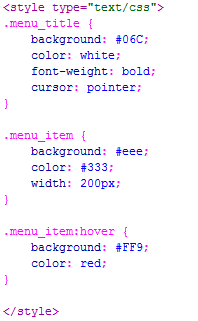 <style type="text/css">
.menu_title {
    background: #06C;
    color: white;
    font-weight: bold;
    cursor: pointer;
}

.menu_item {
    background: #eee;
    color: #333;
    width: 200px;
}

.menu_item:hover {
    background: #FF9;
    color: red;
}

</style>